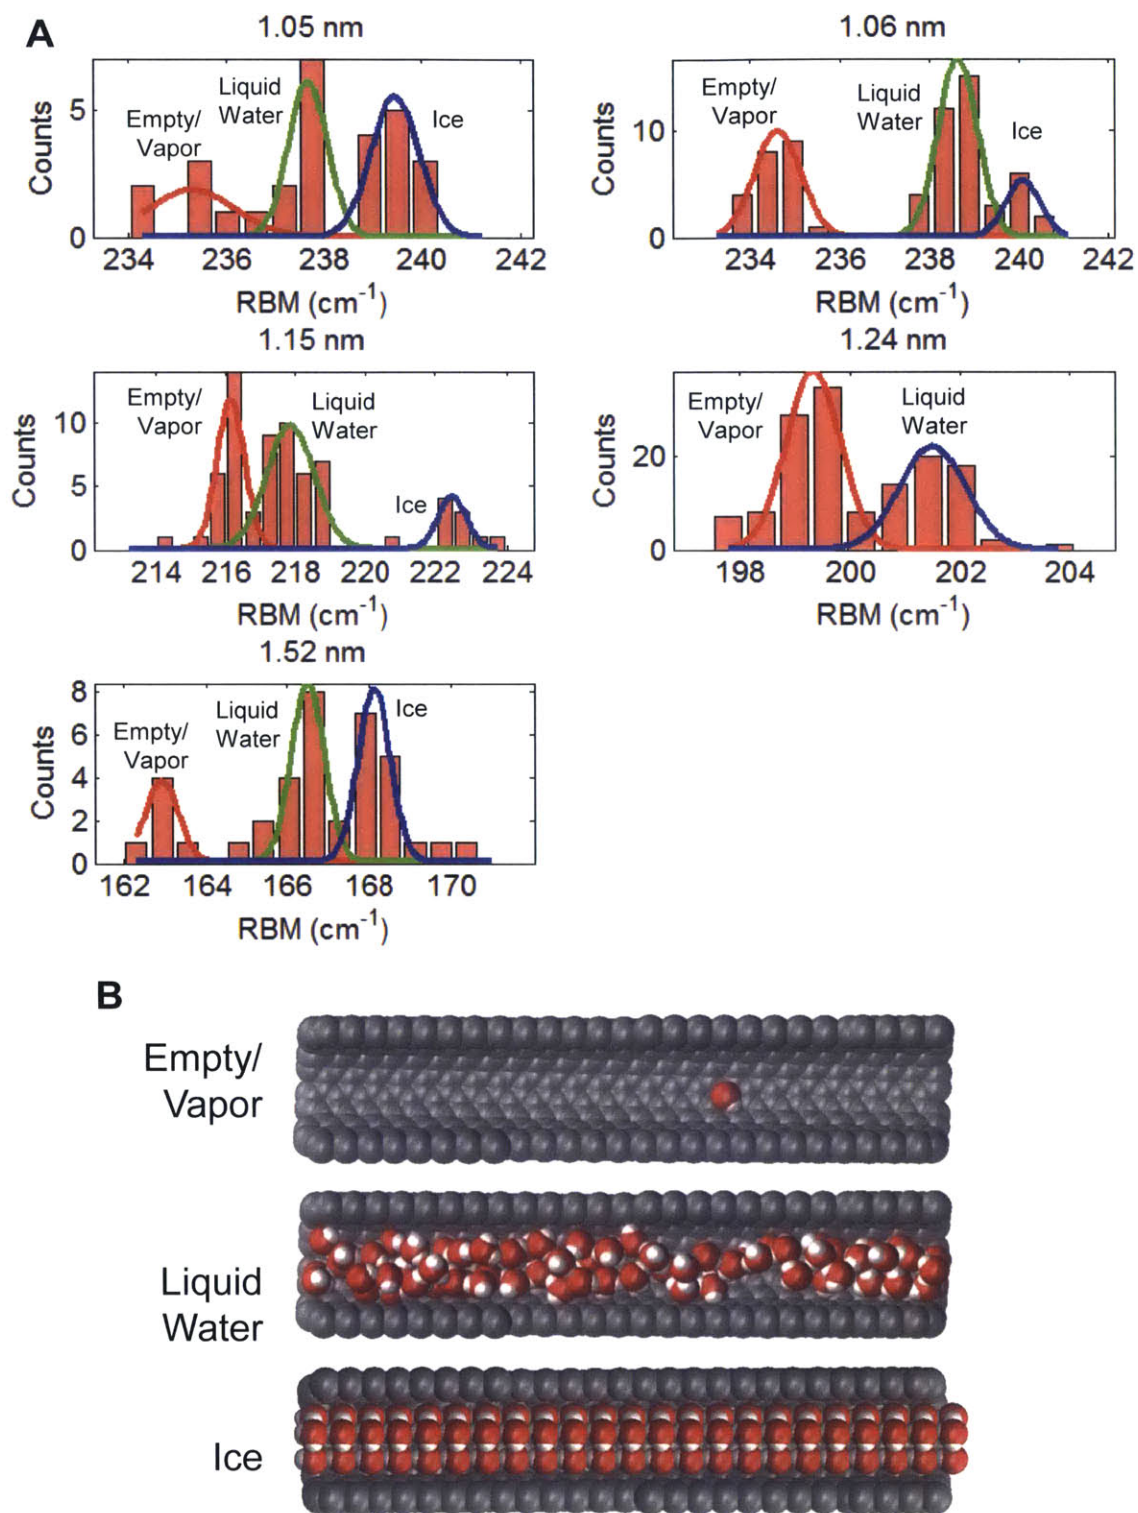 A
1.05 nm
Counts
5
0
Empty/
Vapor
Liquid
Water
Ice
234 236 238 240 242
RBM (cm⁻¹)
1.06 nm
Counts
10
0
Empty/
Vapor
Liquid
Water
Ice
234 236 238 240 242
RBM (cm⁻¹)
1.15 nm
Counts
10
5
0
Empty/
Vapor
Liquid
Water
Ice
214 216 218 220 222 224
RBM (cm⁻¹)
1.24 nm
Counts
20
0
Empty/
Vapor
Liquid
Water
198 200 202 204
RBM (cm⁻¹)
1.52 nm
Counts
8
6
4
2
0
Empty/
Vapor
Liquid
Water
Ice
162 164 166 168 170
RBM (cm⁻¹)
B
Empty/
Vapor
Liquid
Water
Ice